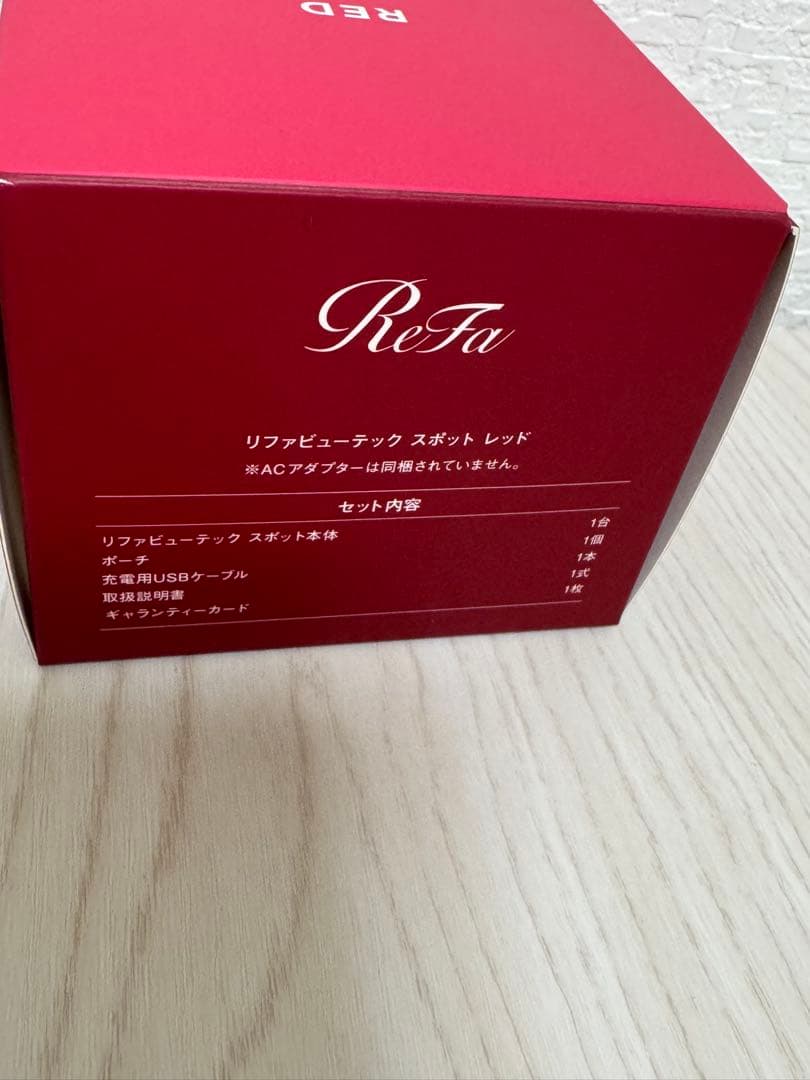 RED
ReFa
リファビューテック スポット レッド
※ACアダプターは同梱されていません。
セット内容
リファビューテック スポット本体 1台
ポーチ 1個
充電用USBケーブル 1本
取扱説明書 1式
ギャランティーカード 1枚